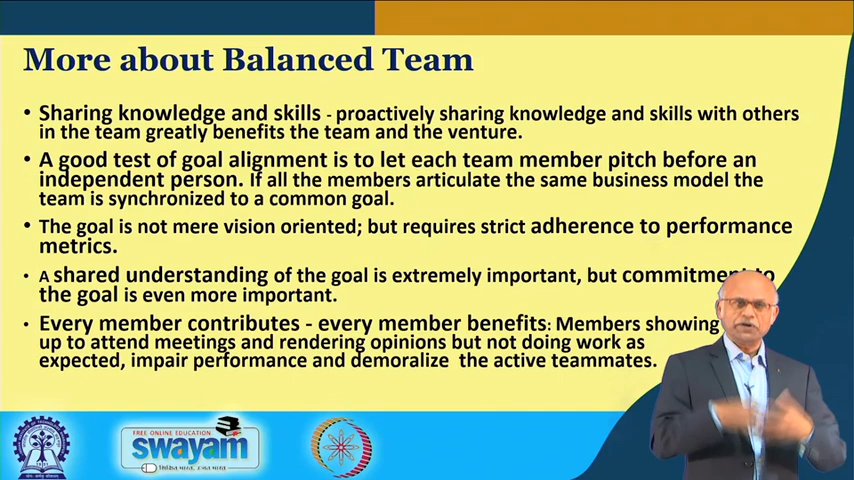 More about Balanced Team
• Sharing knowledge and skills - proactively sharing knowledge and skills with others
in the team greatly benefits the team and the venture.
• A good test of goal alignment is to let each team member pitch before an
independent person. If all the members articulate the same business model the
team is synchronized to a common goal.
• The goal is not mere vision oriented; but requires strict adherence to performance
metrics.
• A shared understanding of the goal is extremely important, but commitment to
the goal is even more important.
• Every member contributes - every member benefits: Members showing
up to attend meetings and rendering opinions but not doing work as
expected, impair performance and demoralize the active teammates.
FREE ONLINE EDUCATION
swayam
शिक्षित भारत, उन्नत भारत